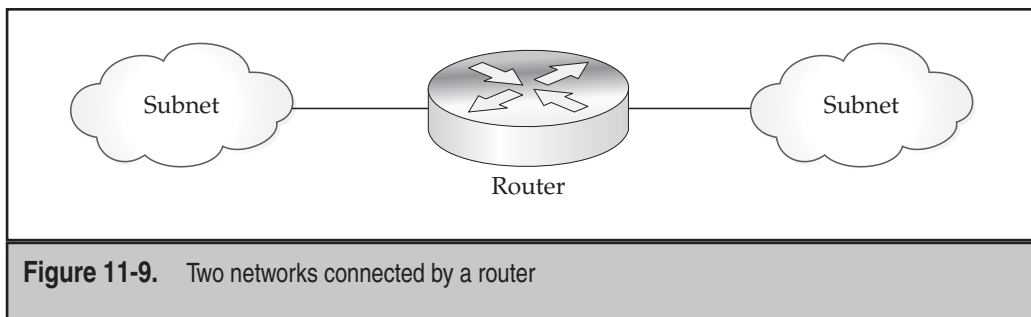 Subnet
Subnet
Router
Figure 11-9. Two networks connected by a router